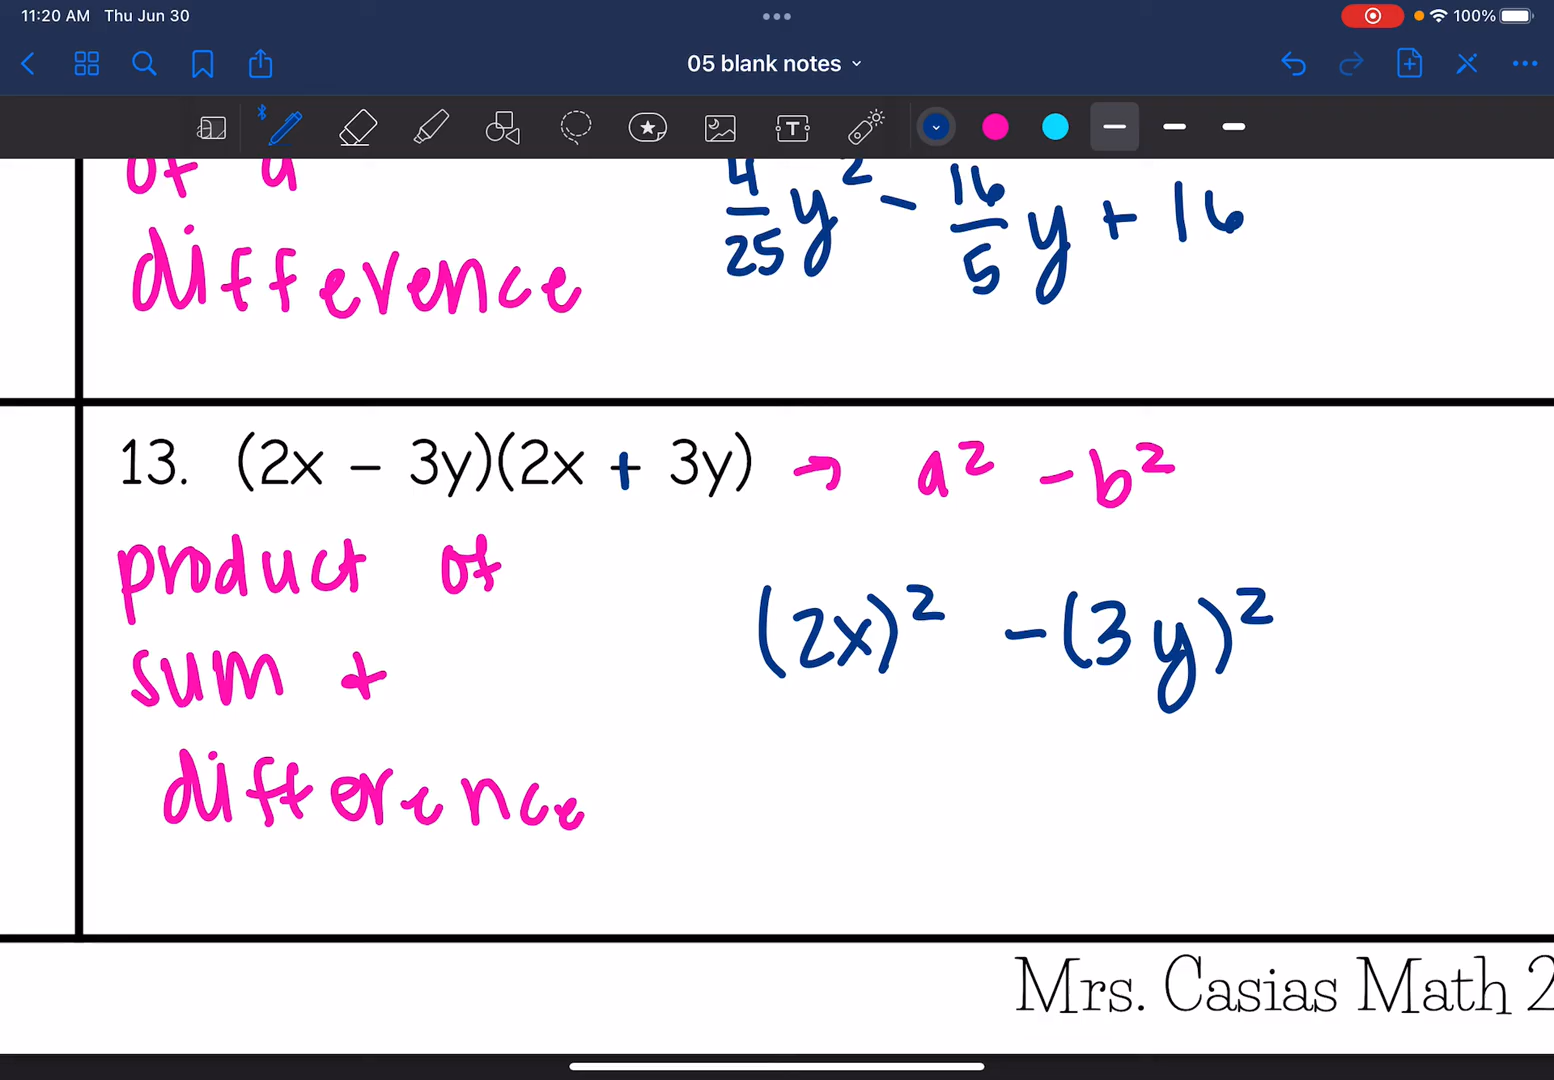 11:20 AM Thu Jun 30
100%
05 blank notes
T
of a
difference
4/25 y² - 16/5 y + 16
13. (2x – 3y)(2x + 3y) → a² - b²
product of
sum +
difference
(2x)² - (3y)²
Mrs. Casias Math 2